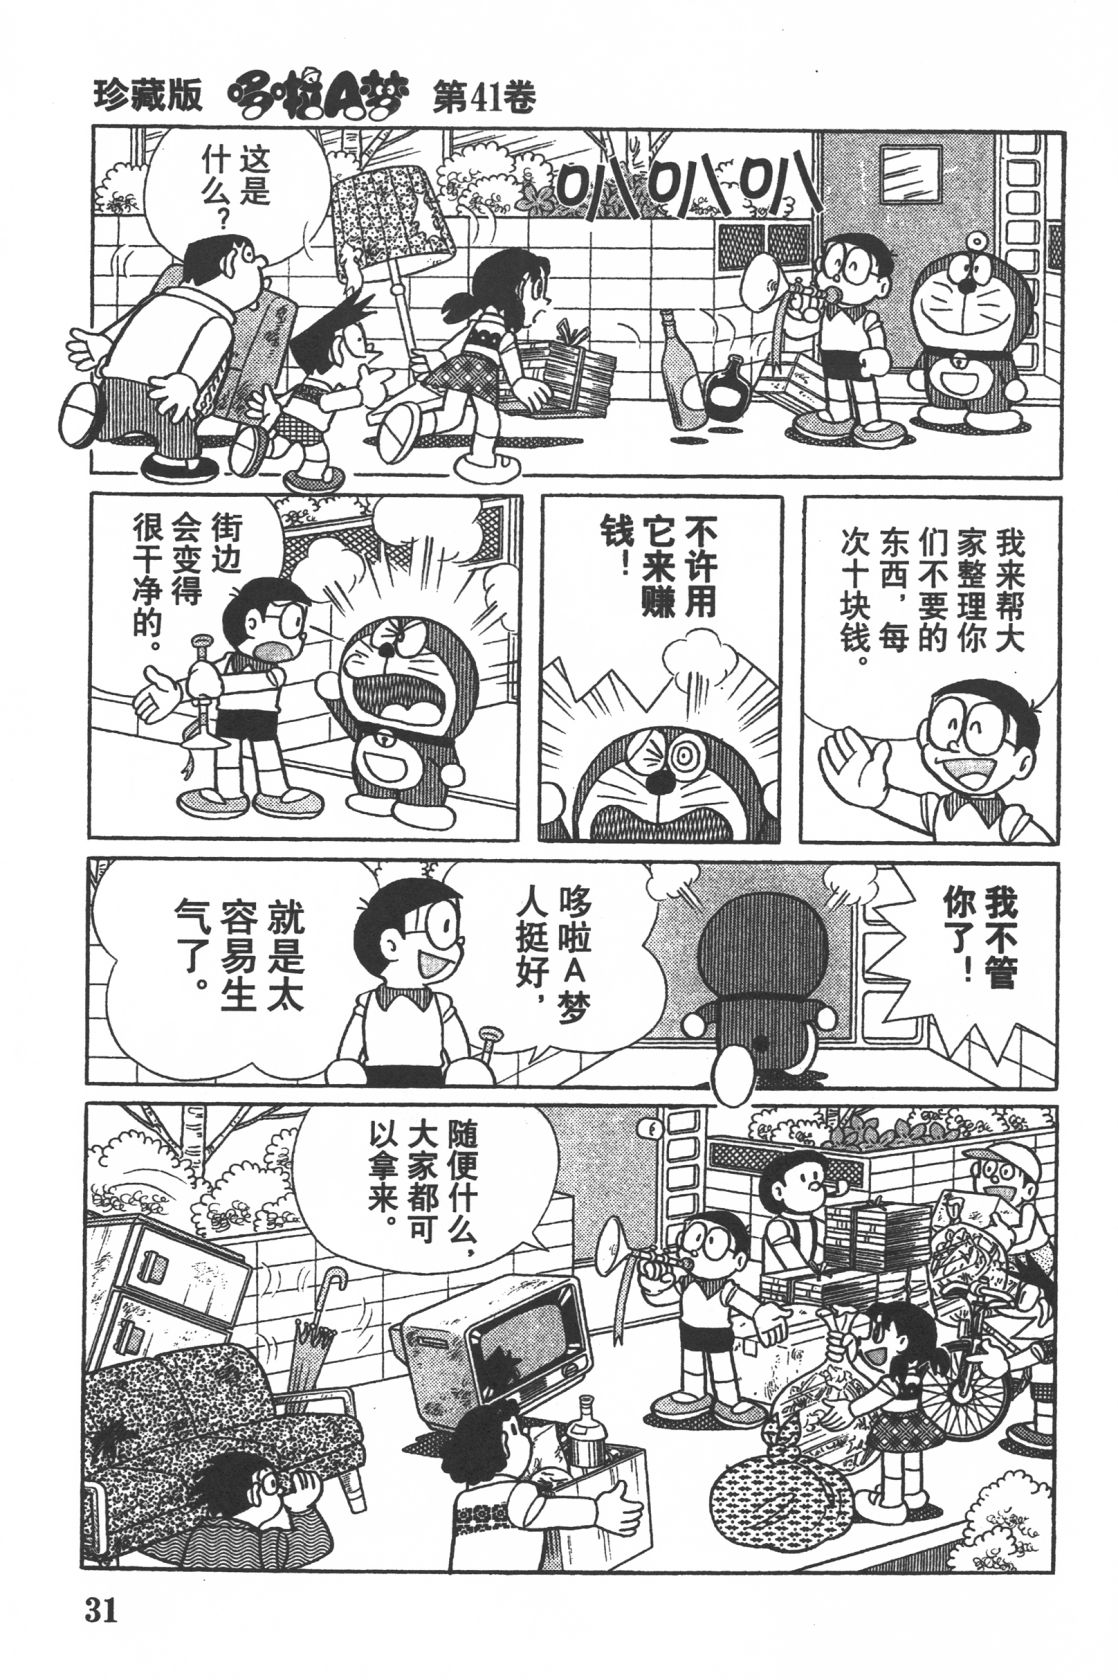 珍藏版 哆啦A梦 第41卷
叭 叭 叭
这是
什么？
我来帮大
家整理你
们不要的
东西，每
次十块钱。
不许用
它来赚
钱！
街边
会变得
很干净的。
我不管
你了！
哆啦A梦
人挺好，
就是太
容易生
气了。
随便什么，
大家都可
以拿来。
31